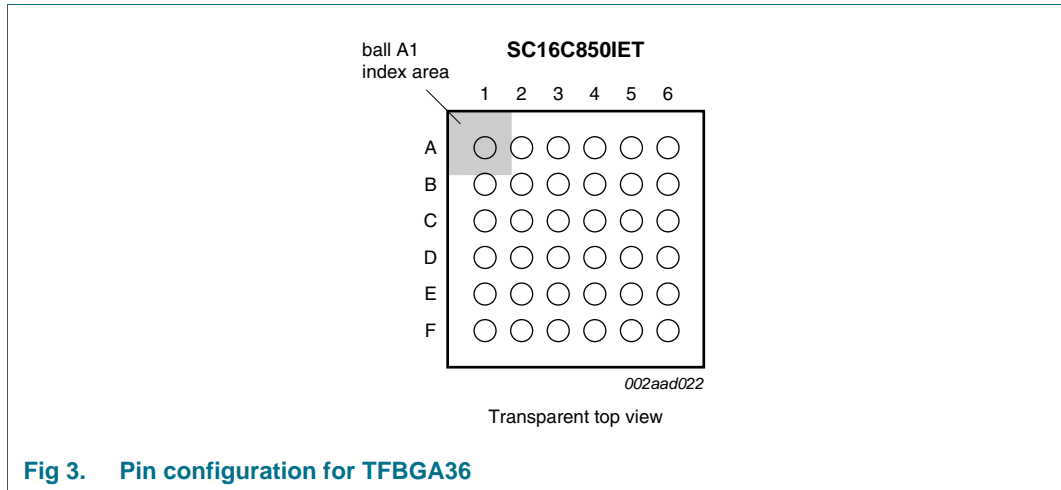 ball A1
index area
SC16C850IET
1 2 3 4 5 6
A
B
C
D
E
F
002aad022
Transparent top view
Fig 3. Pin configuration for TFBGA36